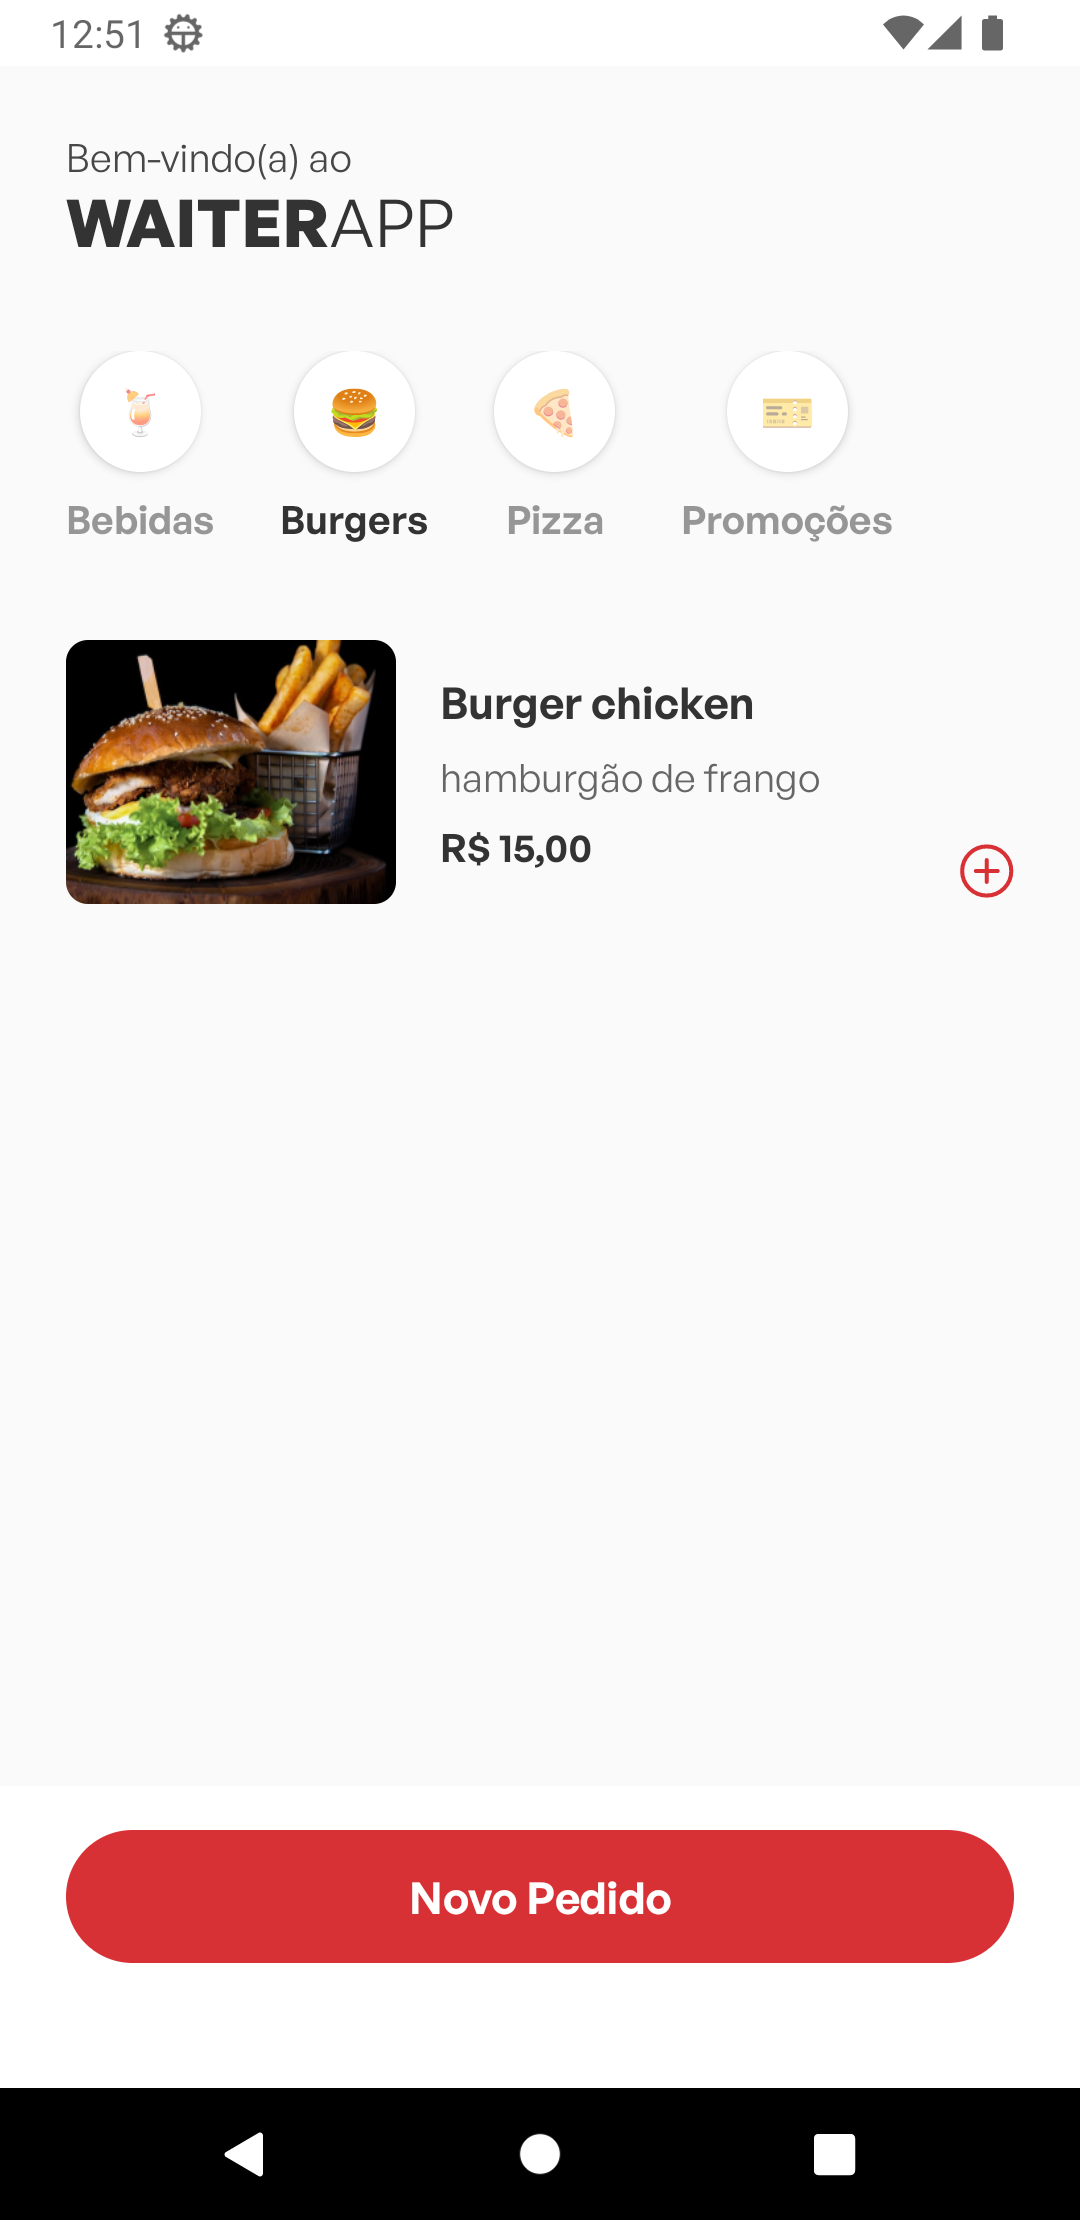 12:51
Bem-vindo(a) ao
WAITERAPP
Bebidas Burgers Pizza Promoções
Burger chicken
hamburgão de frango
R$ 15,00
Novo Pedido